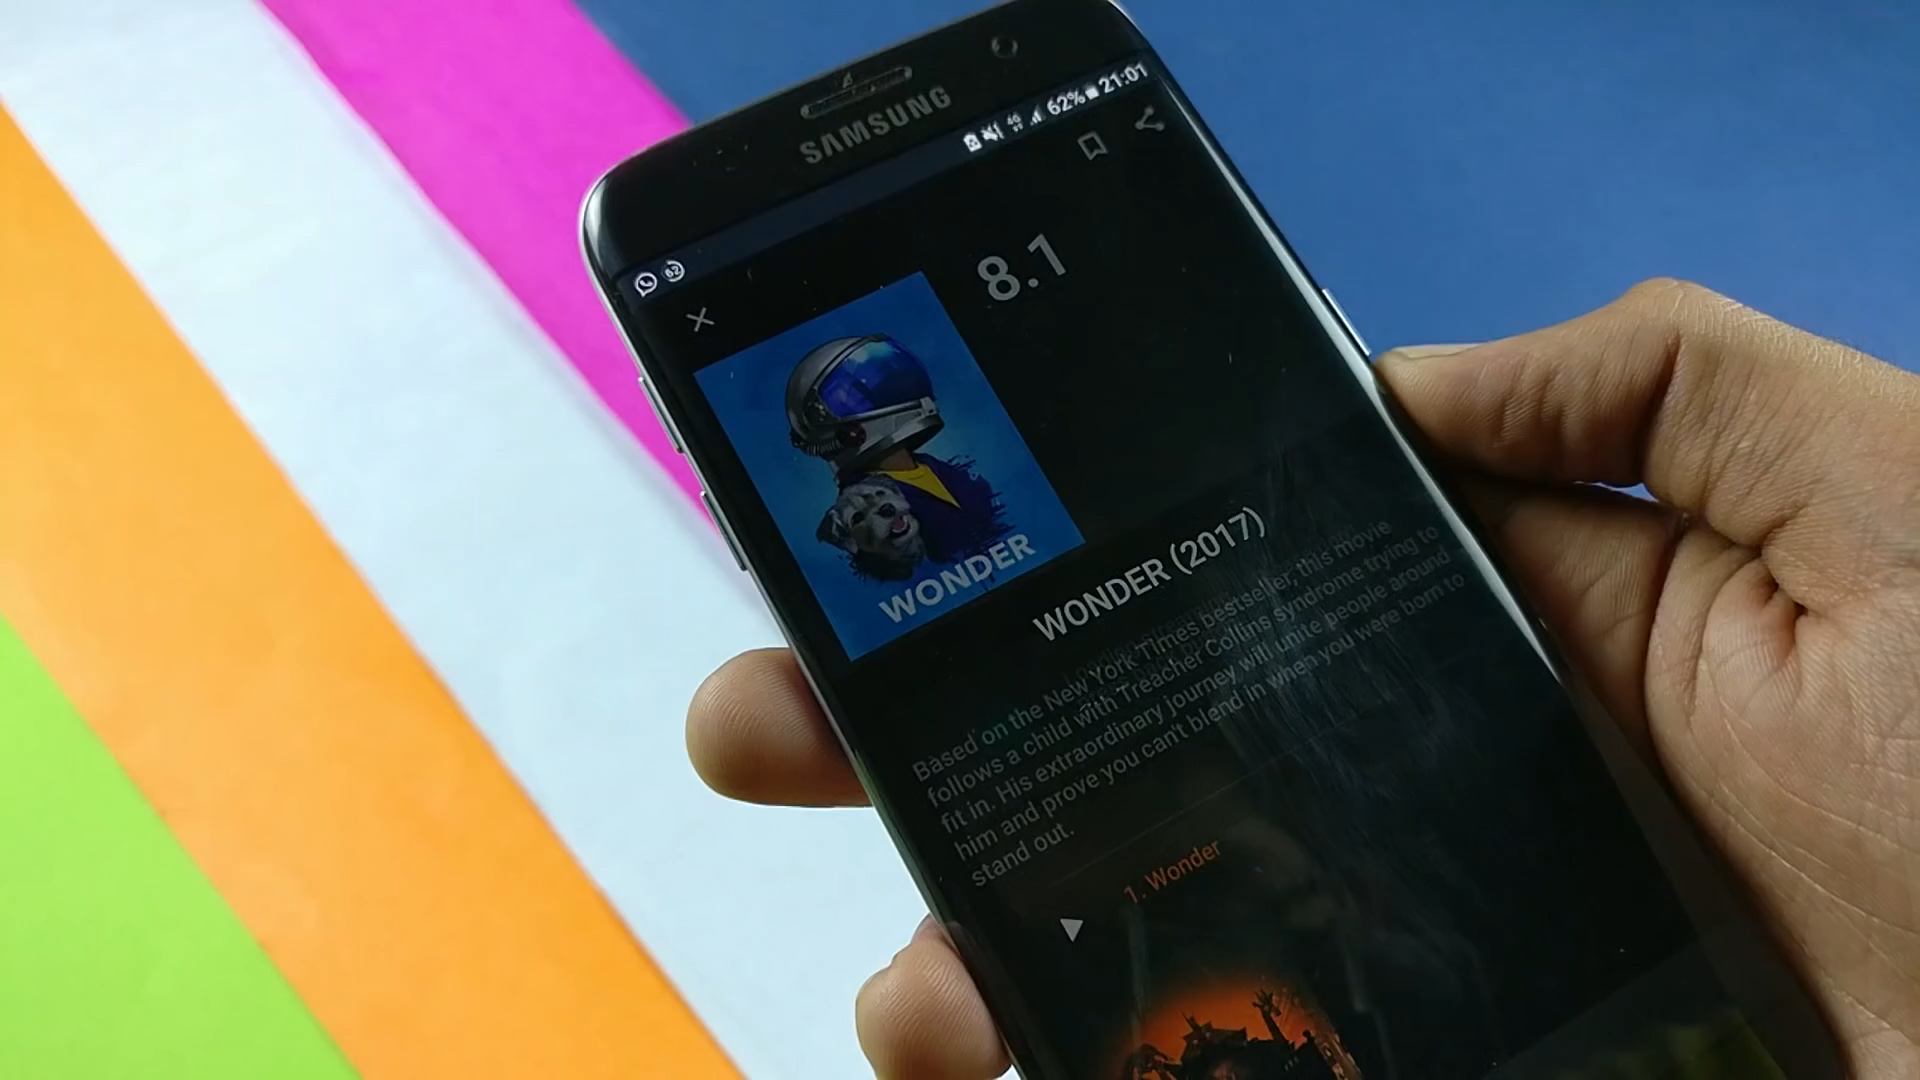 SAMSUNG
62% 21:01
62
8.1
WONDER
WONDER (2017)
Based on the New York Times bestseller, this movie
follows a child with Treacher Collins syndrome trying to
fit in. His extraordinary journey will unite people around
him and prove you can't blend in when you were born to
stand out.
1. Wonder